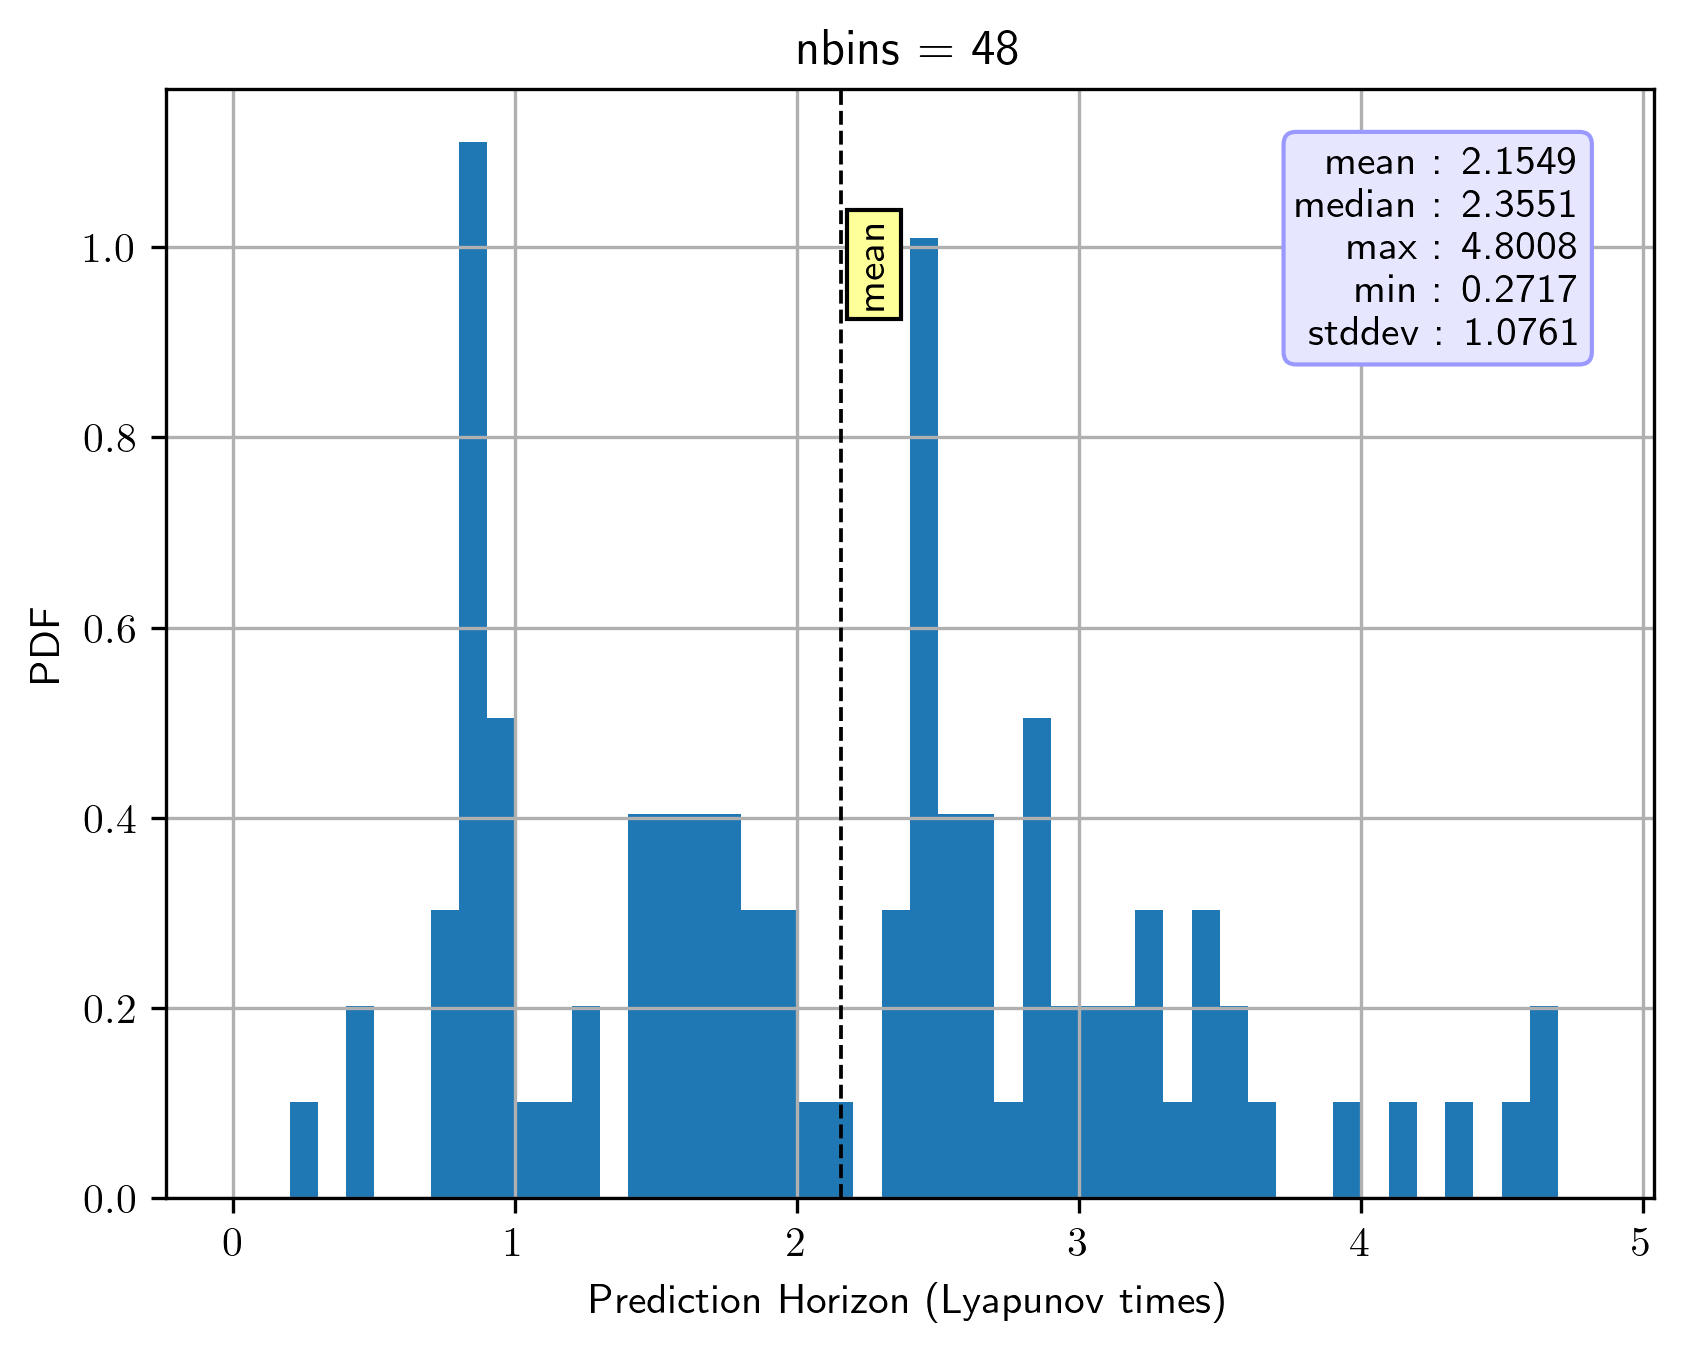 nbins = 48
mean : 2.1549
median : 2.3551
max : 4.8008
min : 0.2717
stddev : 1.0761
mean
PDF
1.0
0.8
0.6
0.4
0.2
0.0
0 1 2 3 4 5
Prediction Horizon (Lyapunov times)